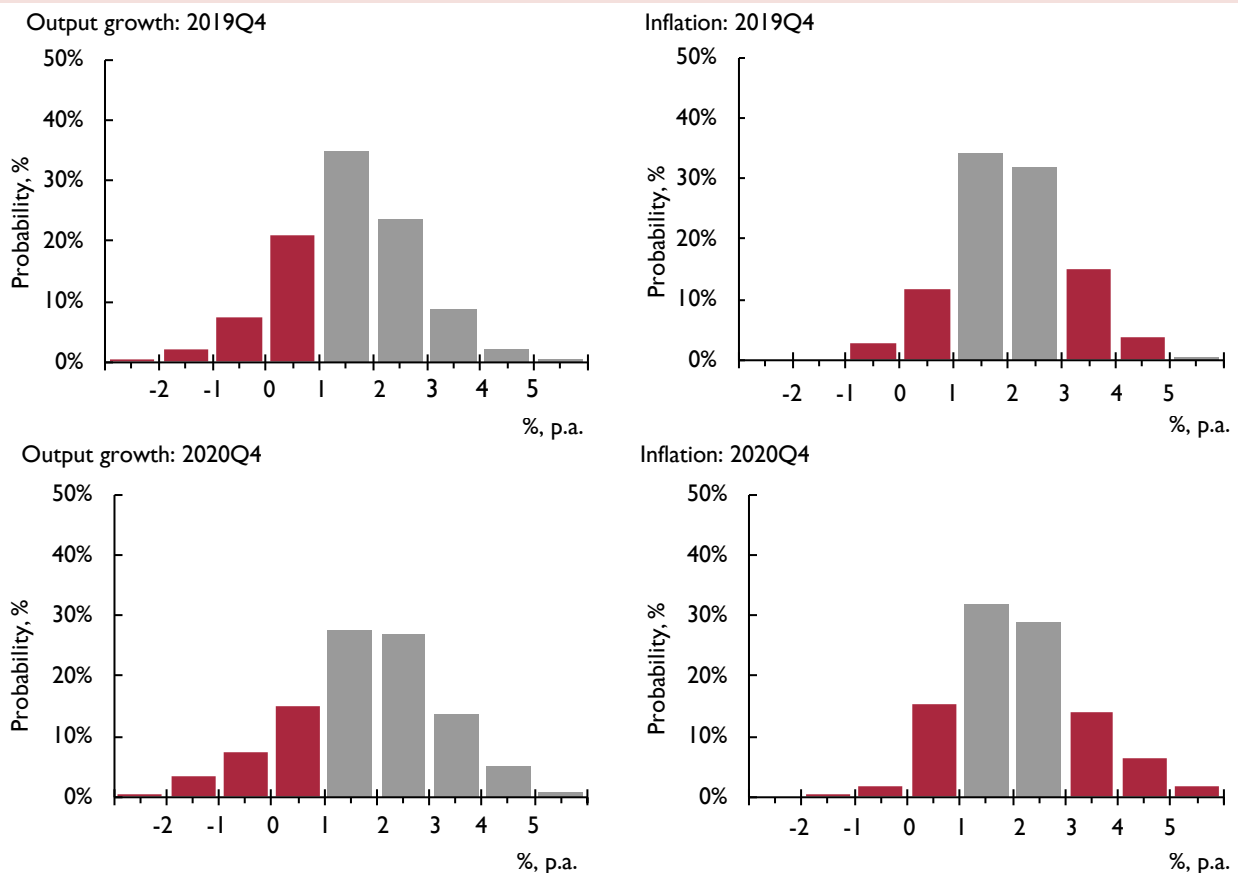 Output growth: 2019Q4
50%
40%
30%
20%
10%
0%
Probability, %
-2 -1 0 1 2 3 4 5
%, p.a.
Inflation: 2019Q4
50%
40%
30%
20%
10%
0%
Probability, %
-2 -1 0 1 2 3 4 5
%, p.a.
Output growth: 2020Q4
50%
40%
30%
20%
10%
0%
Probability, %
-2 -1 0 1 2 3 4 5
%, p.a.
Inflation: 2020Q4
50%
40%
30%
20%
10%
0%
Probability, %
-2 -1 0 1 2 3 4 5
%, p.a.